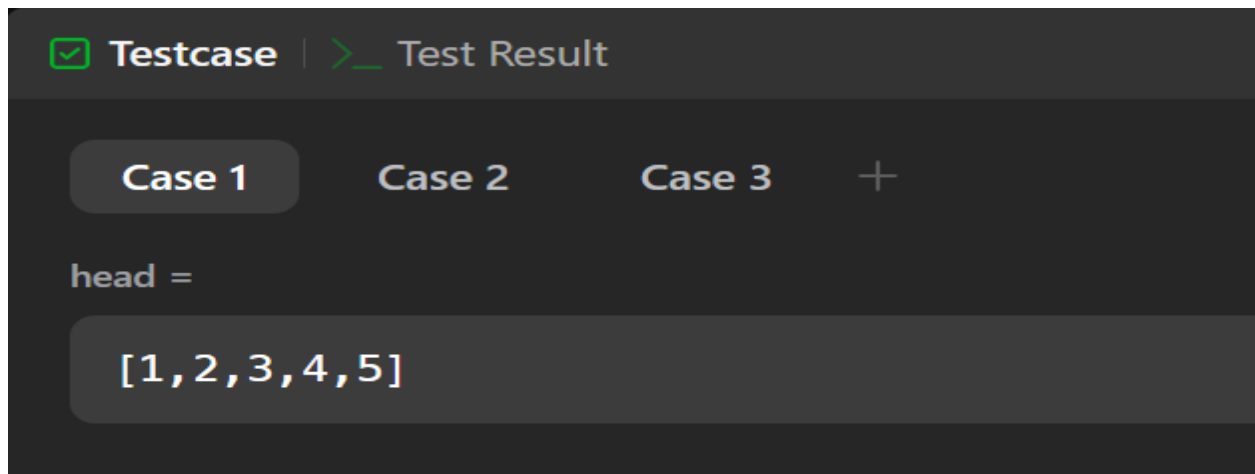 Testcase | >_ Test Result
Case 1 Case 2 Case 3 +
head =
[1,2,3,4,5]